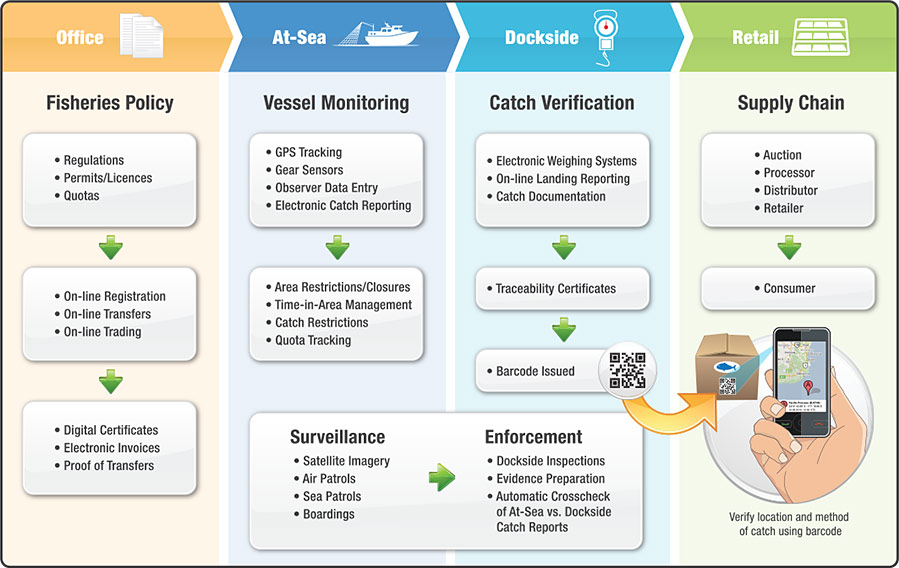 Office
At-Sea
Dockside
Retail
Fisheries Policy
• Regulations
• Permits/Licences
• Quotas
• On-line Registration
• On-line Transfers
• On-line Trading
• Digital Certificates
• Electronic Invoices
• Proof of Transfers
Vessel Monitoring
• GPS Tracking
• Gear Sensors
• Observer Data Entry
• Electronic Catch Reporting
• Area Restrictions/Closures
• Time-in-Area Management
• Catch Restrictions
• Quota Tracking
Catch Verification
• Electronic Weighing Systems
• On-line Landing Reporting
• Catch Documentation
• Traceability Certificates
• Barcode Issued
Surveillance
• Satellite Imagery
• Air Patrols
• Sea Patrols
• Boardings
Enforcement
• Dockside Inspections
• Evidence Preparation
• Automatic Crosscheck
of At-Sea vs. Dockside
Catch Reports
Supply Chain
• Auction
• Processor
• Distributor
• Retailer
• Consumer
A
Verify location and method
of catch using barcode